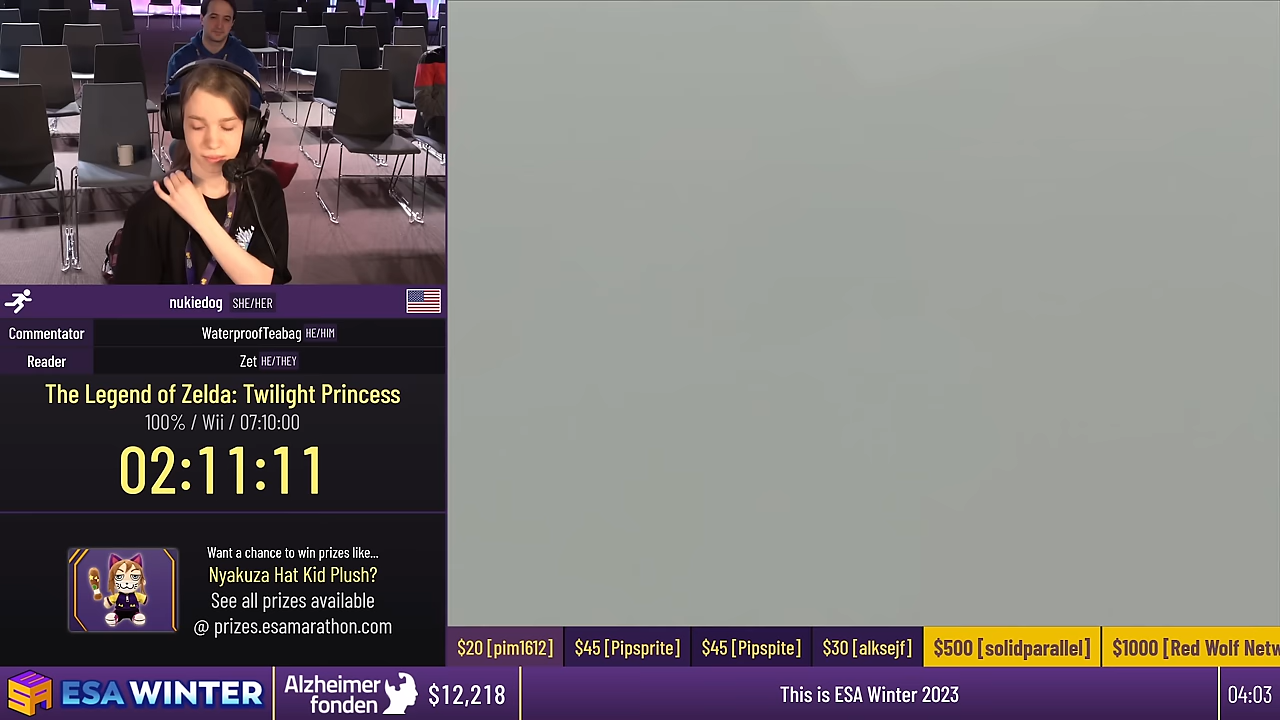 nukiedog SHE/HER
Commentator WaterproofTeabag HE/HIM
Reader Zet HE/THEY
The Legend of Zelda: Twilight Princess
100% / Wii / 07:10:00
02:11:11
Want a chance to win prizes like...
Nyakuza Hat Kid Plush?
See all prizes available
@ prizes.esamarathon.com
$20 [pim1612] $45 [Pipsprite] $45 [Pipspite] $30 [alksejf] $500 [solidparallel] $1000 [Red Wolf Netw
ESA WINTER Alzheimer fonden $12,218 This is ESA Winter 2023 04:03